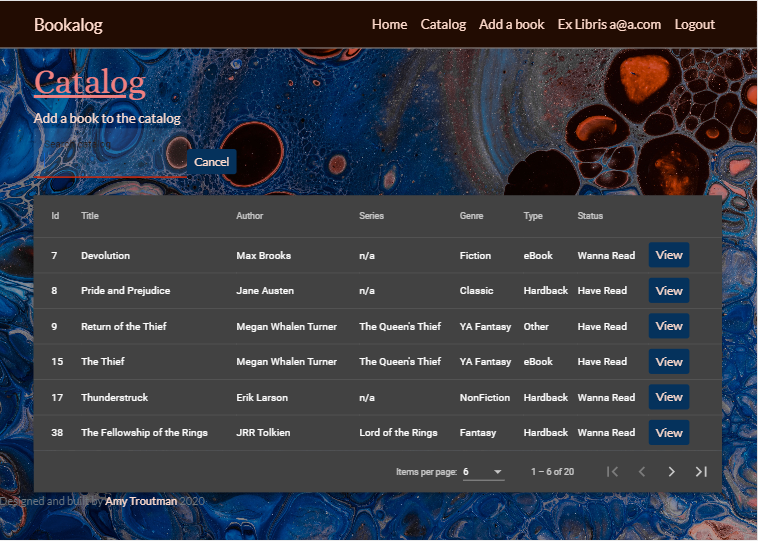 Bookalog Home Catalog Add a book Ex Libris a@a.com Logout
Catalog
Add a book to the catalog
Search catalog
Cancel
Id Title Author Series Genre Type Status
7 Devolution Max Brooks n/a Fiction eBook Wanna Read View
8 Pride and Prejudice Jane Austen n/a Classic Hardback Have Read View
9 Return of the Thief Megan Whalen Turner The Queen's Thief YA Fantasy Other Have Read View
15 The Thief Megan Whalen Turner The Queen's Thief YA Fantasy eBook Have Read View
17 Thunderstruck Erik Larson n/a NonFiction Hardback Wanna Read View
38 The Fellowship of the Rings JRR Tolkien Lord of the Rings Fantasy Hardback Wanna Read View
Items per page: 6 1 – 6 of 20
Designed and built by Amy Troutman 2020